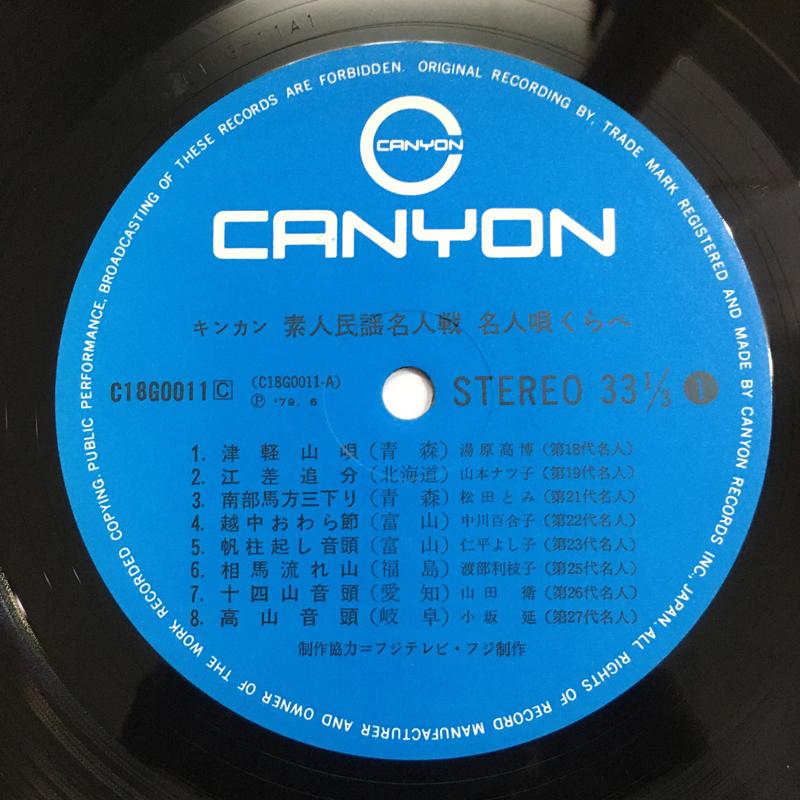 CANYON
CANYON
キンカン 素人民謡名人戦 名人唄くらべ
C18G0011 C (C18G0011-A) STEREO 33 1/3 1
Ⓟ '79. 6
1. 津軽山唄(青森)湯原高博(第18代名人)
2. 江差追分(北海道)山本ナツ子(第19代名人)
3. 南部馬方三下り(青森)松田とみ(第21代名人)
4. 越中おわら節(富山)中川百合子(第22代名人)
5. 帆柱起し音頭(富山)仁平よし子(第23代名人)
6. 相馬流れ山(福島)渡部利枝子(第25代名人)
7. 十四山音頭(愛知)山田衛(第26代名人)
8. 高山音頭(岐阜)小坂延(第27代名人)
制作協力=フジテレビ・フジ制作
ORIGINAL RECORDING BY, TRADE MARK REGISTERED AND MADE BY CANYON RECORDS INC., JAPAN. ALL RIGHTS OF RECORD MANUFACTURER AND OWNER OF THE WORK RECORDED COPYING, PUBLIC PERFORMANCE, BROADCASTING OF THESE RECORDS ARE FORBIDDEN.